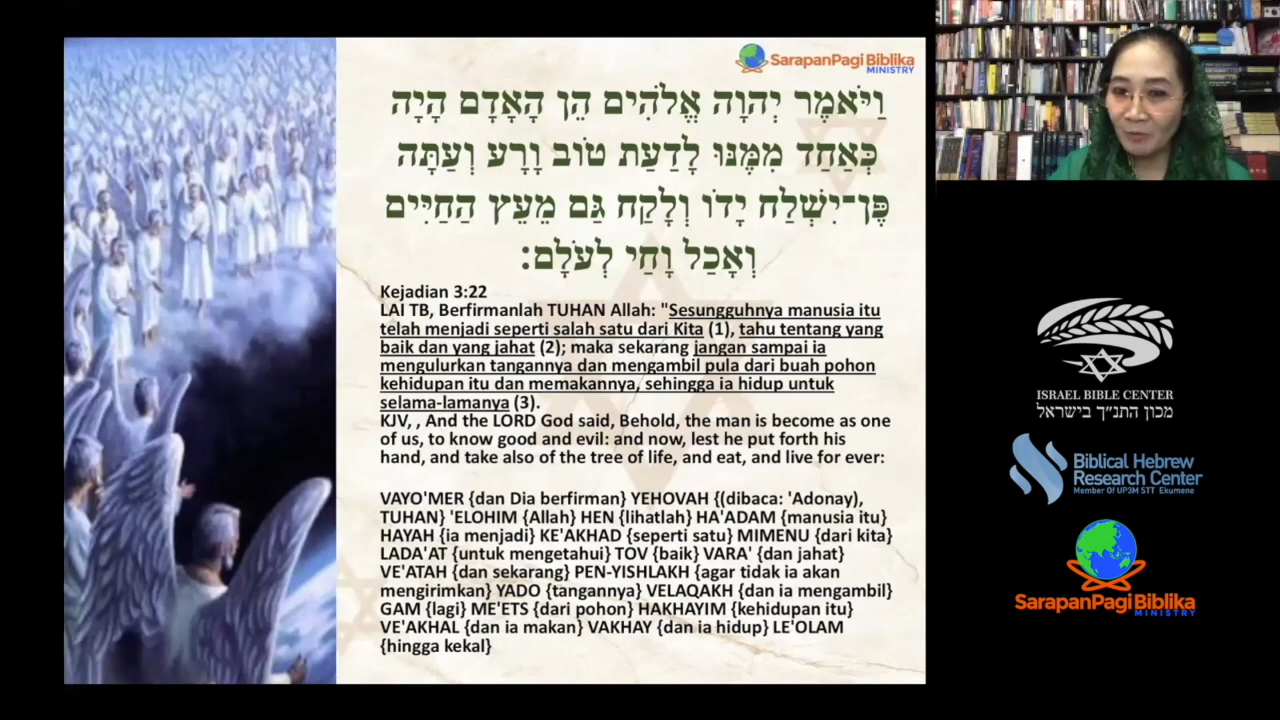 SarapanPagi Biblika
MINISTRY
וַיֹּאמֶר יְהוָה אֱלֹהִים הֵן הָאָדָם הָיָה
כְּאַחַד מִמֶּנּוּ לָדַעַת טוֹב וָרָע וְעַתָּה
פֶּן־יִשְׁלַח יָדוֹ וְלָקַח גַּם מֵעֵץ הַחַיִּים
וְאָכַל וָחַי לְעֹלָם׃
Kejadian 3:22
LAI TB, Berfirmanlah TUHAN Allah: "Sesungguhnya manusia itu
telah menjadi seperti salah satu dari Kita (1), tahu tentang yang
baik dan yang jahat (2); maka sekarang jangan sampai ia
mengulurkan tangannya dan mengambil pula dari buah pohon
kehidupan itu dan memakannya, sehingga ia hidup untuk
selama-lamanya (3).
KJV, , And the LORD God said, Behold, the man is become as one
of us, to know good and evil: and now, lest he put forth his
hand, and take also of the tree of life, and eat, and live for ever:
VAYO'MER {dan Dia berfirman} YEHOVAH {(dibaca: 'Adonay),
TUHAN} 'ELOHIM {Allah} HEN {lihatlah} HA'ADAM {manusia itu}
HAYAH {ia menjadi} KE'AKHAD {seperti satu} MIMENU {dari kita}
LADA'AT {untuk mengetahui} TOV {baik} VARA' {dan jahat}
VE'ATAH {dan sekarang} PEN-YISHLAKH {agar tidak ia akan
mengirimkan} YADO {tangannya} VELAQAKH {dan ia mengambil}
GAM {lagi} ME'ETS {dari pohon} HAKHAYIM {kehidupan itu}
VE'AKHAL {dan ia makan} VAKHAY {dan ia hidup} LE'OLAM
{hingga kekal}
ISRAEL BIBLE CENTER
מכון התנ״ך בישראל
Biblical Hebrew
Research Center
Member Of UP3M STT Ekumene
SarapanPagi Biblika
MINISTRY